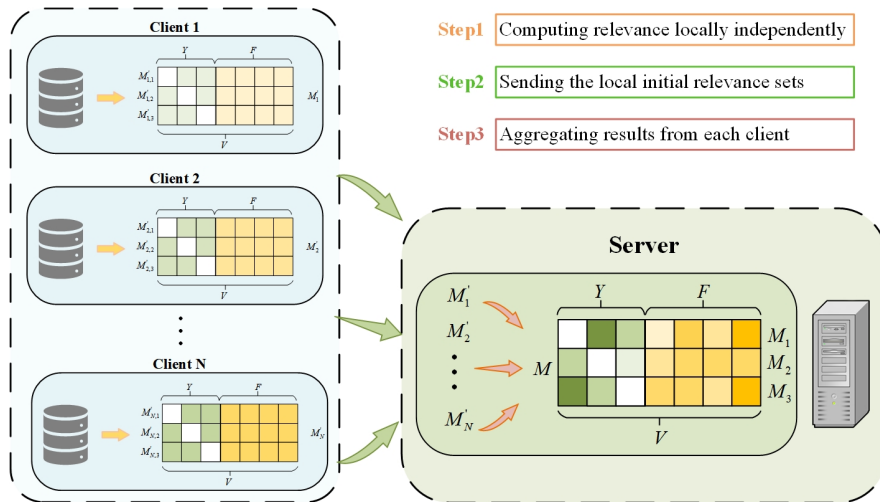 Client 1
Y F
M'1,1
M'1,2
M'1,3
M'1
V
Client 2
Y F
M'2,1
M'2,2
M'2,3
M'2
V
Client N
Y F
M'N,1
M'N,2
M'N,3
M'N
V
Step1 Computing relevance locally independently
Step2 Sending the local initial relevance sets
Step3 Aggregating results from each client
Server
M'1
M'2
M'N
Y F
M
M1
M2
M3
V